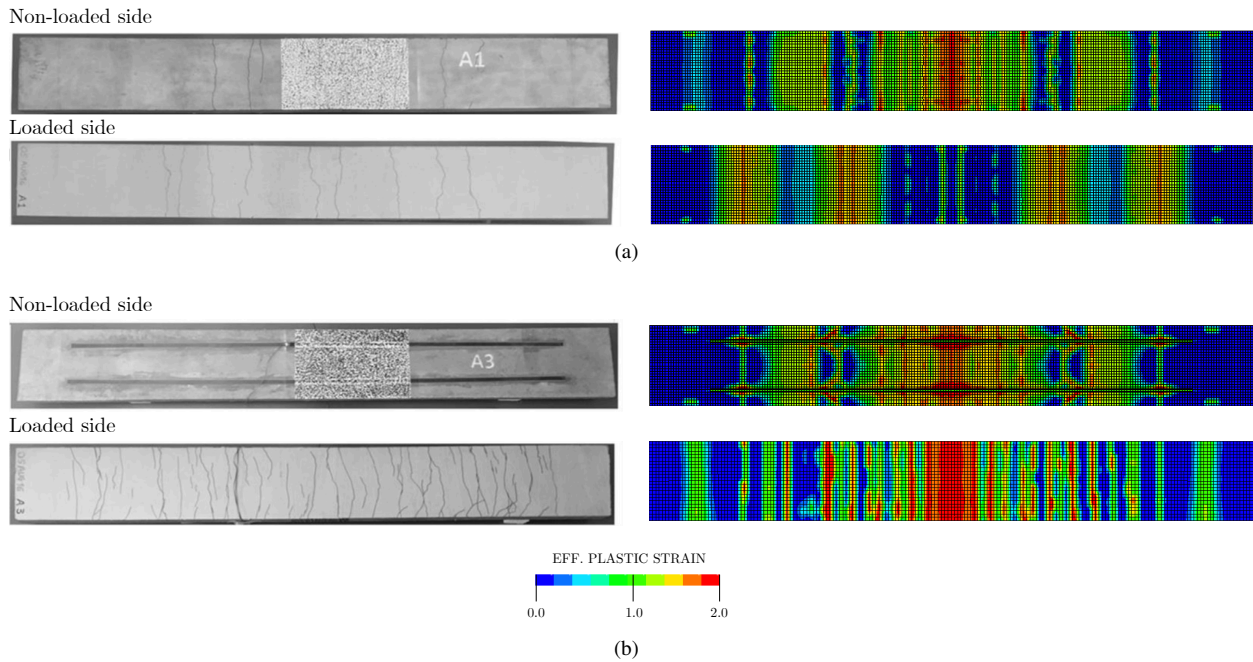 Non-loaded side
A1
Loaded side
A1
(a)
Non-loaded side
A3
Loaded side
A3
EFF. PLASTIC STRAIN
0.0 1.0 2.0
(b)